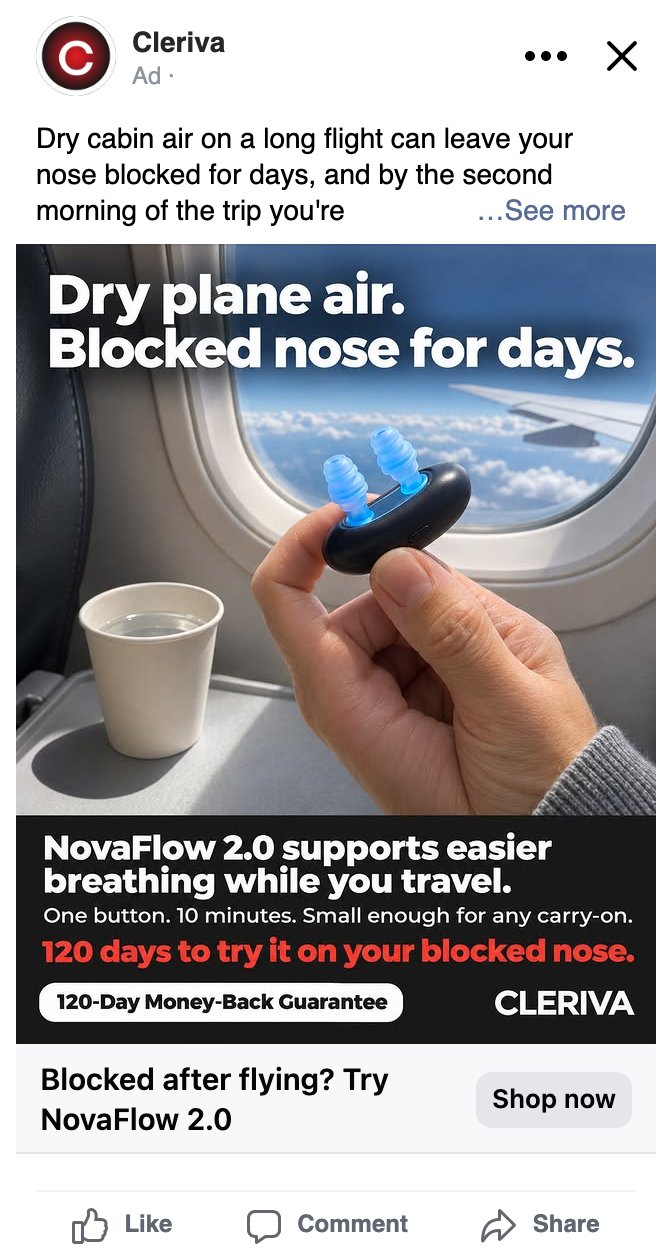 C
Cleriva
Ad ·
Dry cabin air on a long flight can leave your
nose blocked for days, and by the second
morning of the trip you're ...See more
Dry plane air.
Blocked nose for days.
NovaFlow 2.0 supports easier
breathing while you travel.
One button. 10 minutes. Small enough for any carry-on.
120 days to try it on your blocked nose.
120-Day Money-Back Guarantee
CLERIVA
Blocked after flying? Try
NovaFlow 2.0
Shop now
Like
Comment
Share